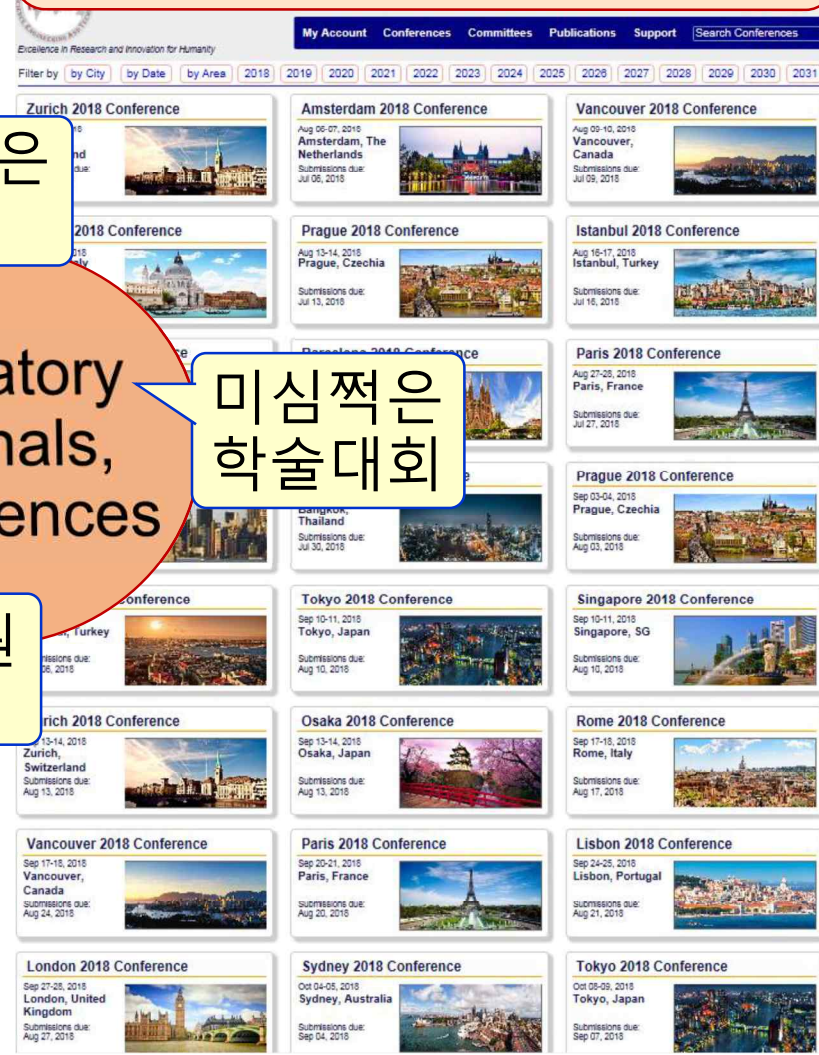 Excellence in Research and Innovation for Humanity
My Account Conferences Committees Publications Support Search Conferences
Filter by by City by Date by Area 2018 2019 2020 2021 2022 2023 2024 2025 2026 2027 2028 2029 2030 2031
Zurich 2018 Conference
Submissions due:
Amsterdam 2018 Conference
Aug 06-07, 2018
Amsterdam, The
Netherlands
Submissions due:
Jul 06, 2018
Vancouver 2018 Conference
Aug 09-10, 2018
Vancouver,
Canada
Submissions due:
Jul 09, 2018
은
2018 Conference
Prague 2018 Conference
Aug 13-14, 2018
Prague, Czechia
Submissions due:
Jul 13, 2018
Istanbul 2018 Conference
Aug 16-17, 2018
Istanbul, Turkey
Submissions due:
Jul 16, 2018
atory
nals,
ences
미심쩍은
학술대회
Barcelona 2018 Conference
Paris 2018 Conference
Aug 27-28, 2018
Paris, France
Submissions due:
Jul 27, 2018
Bangkok,
Thailand
Submissions due:
Jul 30, 2018
Prague 2018 Conference
Sep 03-04, 2018
Prague, Czechia
Submissions due:
Aug 03, 2018
Conference
Turkey
Tokyo 2018 Conference
Sep 10-11, 2018
Tokyo, Japan
Submissions due:
Aug 10, 2018
Singapore 2018 Conference
Sep 10-11, 2018
Singapore, SG
Submissions due:
Aug 10, 2018
rich 2018 Conference
13-14, 2018
Zurich,
Switzerland
Submissions due:
Aug 13, 2018
Osaka 2018 Conference
Sep 13-14, 2018
Osaka, Japan
Submissions due:
Aug 13, 2018
Rome 2018 Conference
Sep 17-18, 2018
Rome, Italy
Submissions due:
Aug 17, 2018
Vancouver 2018 Conference
Sep 17-18, 2018
Vancouver,
Canada
Submissions due:
Aug 24, 2018
Paris 2018 Conference
Sep 20-21, 2018
Paris, France
Submissions due:
Aug 20, 2018
Lisbon 2018 Conference
Sep 24-25, 2018
Lisbon, Portugal
Submissions due:
Aug 21, 2018
London 2018 Conference
Sep 27-28, 2018
London, United
Kingdom
Submissions due:
Aug 27, 2018
Sydney 2018 Conference
Oct 04-05, 2018
Sydney, Australia
Submissions due:
Sep 04, 2018
Tokyo 2018 Conference
Oct 08-09, 2018
Tokyo, Japan
Submissions due:
Sep 07, 2018